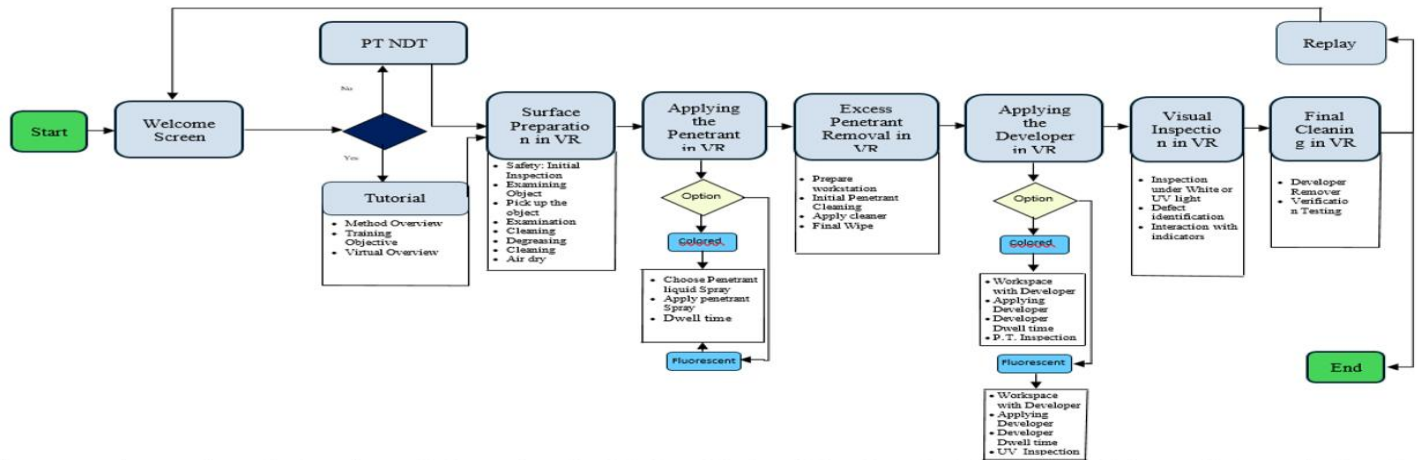 PT NDT
Replay
Start
Welcome
Screen
No
Yes
Tutorial
• Method Overview
• Training
Objective
• Virtual Overview
Surface
Preparatio
n in VR
• Safety: Initial
Inspection
• Examining
Object
• Pick up the
object
• Examination
• Cleaning
• Degreasing
• Cleaning
• Air dry
Applying
the
Penetrant
in VR
Option
Colored
• Choose Penetrant
liquid Spray
• Apply penetrant
Spray
• Dwell time
Fluorescent
Excess
Penetrant
Removal in
VR
• Prepare
workstation
• Initial Penetrant
Cleaning
• Apply cleaner
• Final Wipe
Applying
the
Developer
in VR
Option
Colored
• Workspace
with Developer
• Applying
Developer
• Developer
Dwell time
• P.T. Inspection
Fluorescent
• Workspace
with Developer
• Applying
Developer
• Developer
Dwell time
• UV Inspection
Visual
Inspectio
n in VR
• Inspection
under White or
UV light
• Defect
identification
• Interaction with
indicators
Final
Cleanin
g in VR
• Developer
Remover
• Verificatio
n Testing
End